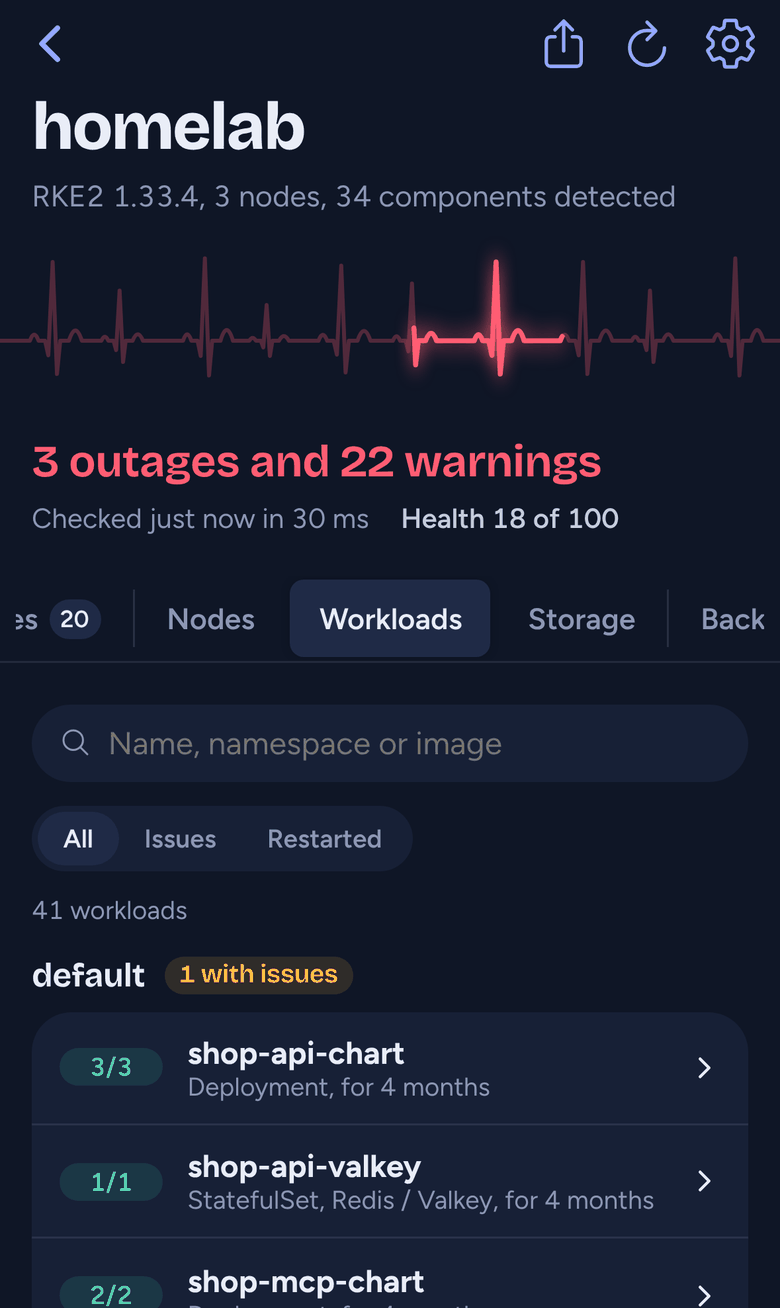 homelab
RKE2 1.33.4, 3 nodes, 34 components detected
3 outages and 22 warnings
Checked just now in 30 ms Health 18 of 100
es 20 Nodes Workloads Storage Back
Name, namespace or image
All Issues Restarted
41 workloads
default 1 with issues
3/3 shop-api-chart
Deployment, for 4 months
1/1 shop-api-valkey
StatefulSet, Redis / Valkey, for 4 months
2/2 shop-mcp-chart